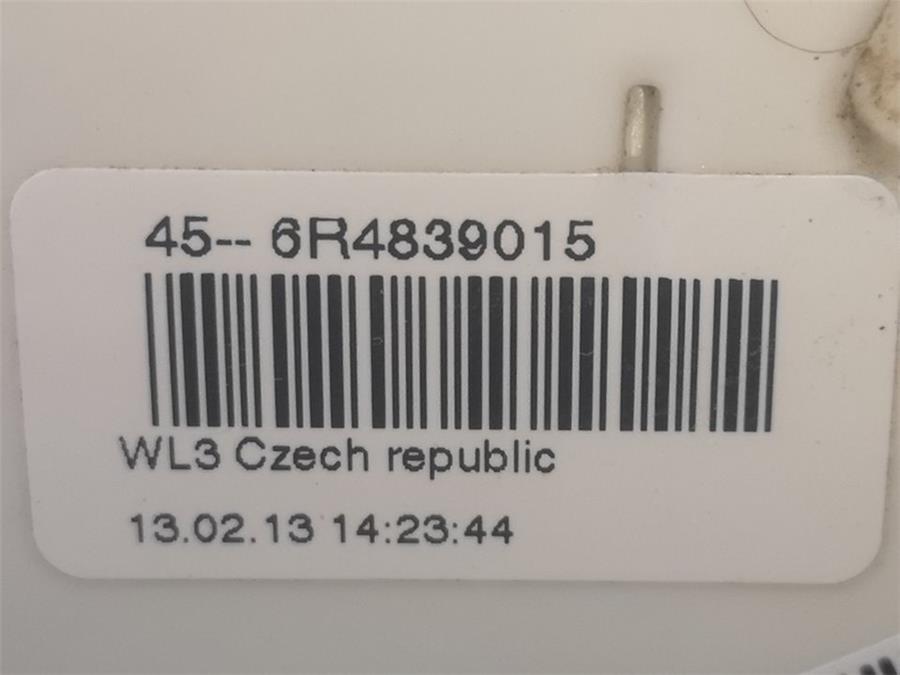 45-- 6R4839015
WL3 Czech republic
13.02.13 14:23:44